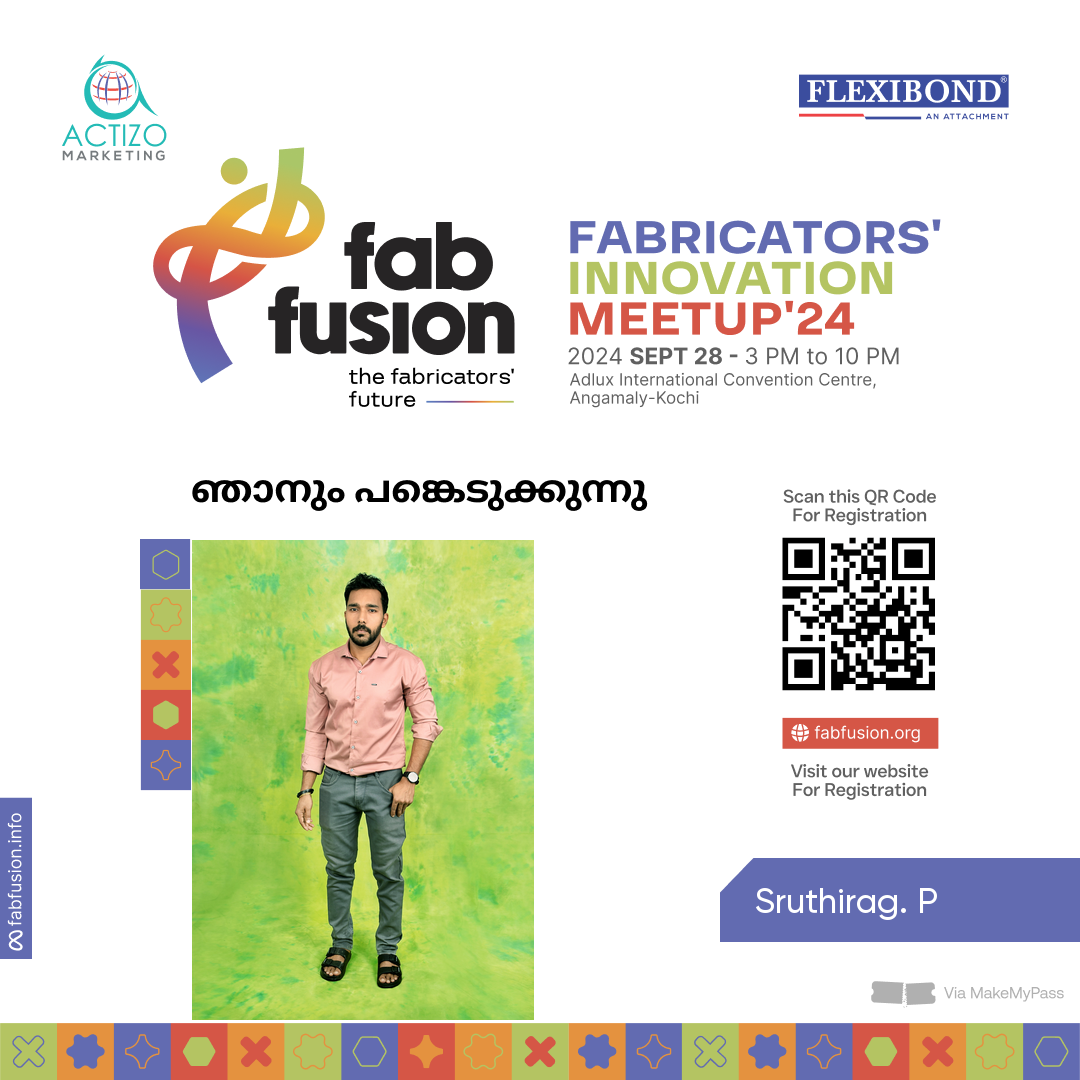 ACTIZO
MARKETING
FLEXIBOND®
AN ATTACHMENT
fab
fusion
the fabricators'
future
FABRICATORS'
INNOVATION
MEETUP'24
2024 SEPT 28 - 3 PM to 10 PM
Adlux International Convention Centre,
Angamaly-Kochi
ഞാനും പങ്കെടുക്കുന്നു
Scan this QR Code
For Registration
fabfusion.org
Visit our website
For Registration
fabfusion.info
Sruthirag. P
Via MakeMyPass